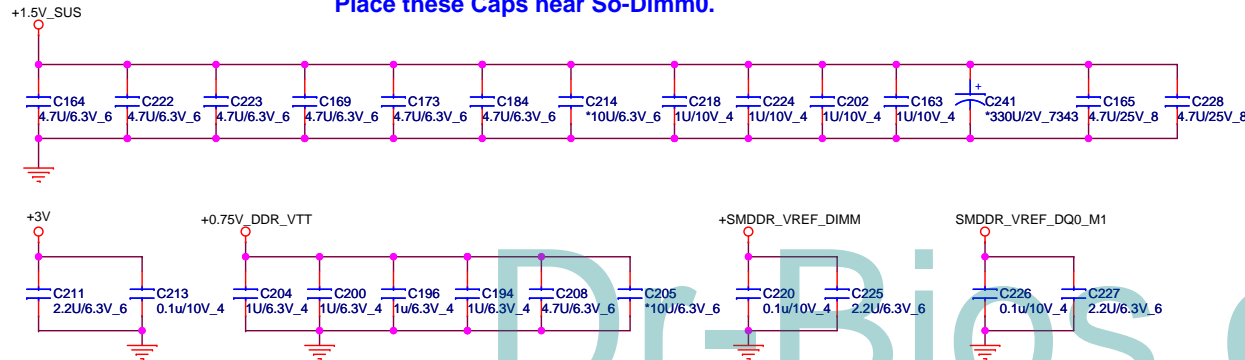 Place these Caps near So-Dimm0.
+1.5V_SUS
C164
4.7U/6.3V_6
C222
4.7U/6.3V_6
C223
4.7U/6.3V_6
C169
4.7U/6.3V_6
C173
4.7U/6.3V_6
C184
4.7U/6.3V_6
C214
*10U/6.3V_6
C218
1U/10V_4
C224
1U/10V_4
C202
1U/10V_4
C163
1U/10V_4
+
C241
*330U/2V_7343
C165
4.7U/25V_8
C228
4.7U/25V_8
+3V
C211
2.2U/6.3V_6
C213
0.1u/10V_4
+0.75V_DDR_VTT
C204
1U/6.3V_4
C200
1U/6.3V_4
C196
1u/6.3V_4
C194
1U/6.3V_4
C208
4.7U/6.3V_6
C205
*10U/6.3V_6
+SMDDR_VREF_DIMM
C220
0.1u/10V_4
C225
2.2U/6.3V_6
SMDDR_VREF_DQ0_M1
C226
0.1u/10V_4
C227
2.2U/6.3V_6
Dr-Bios.